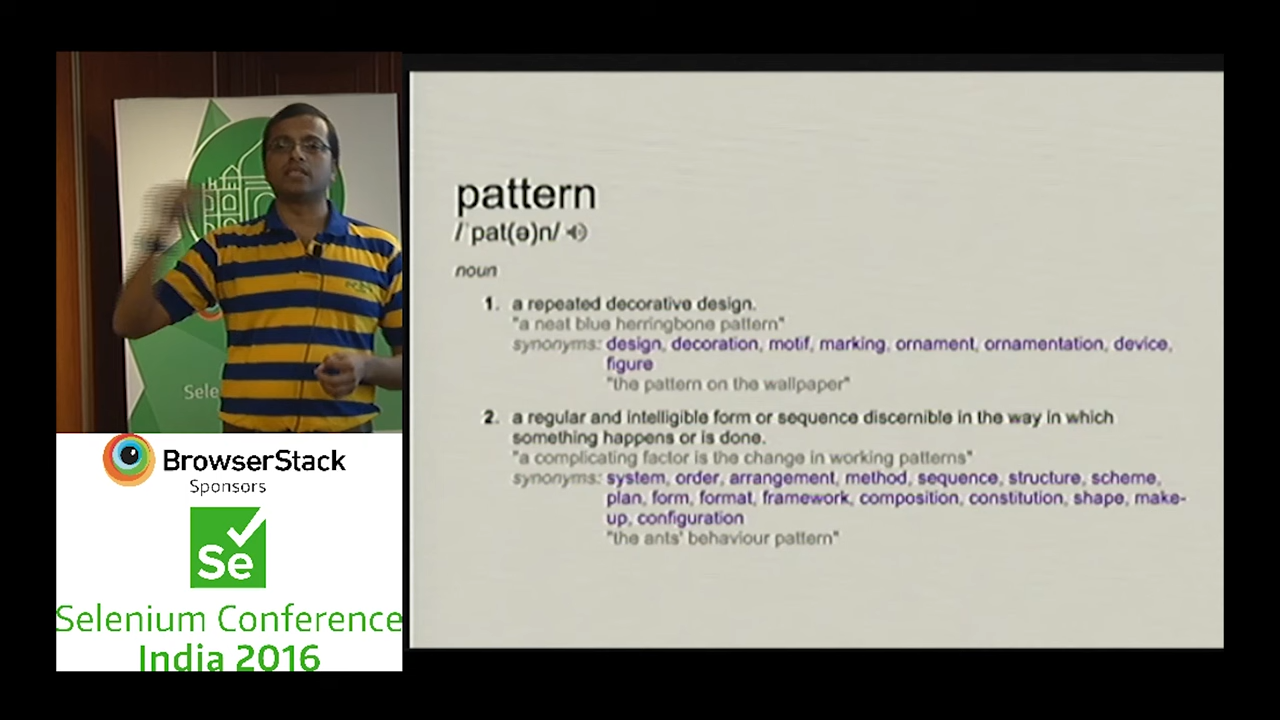 Sele
BrowserStack
Sponsors
Se
Selenium Conference
India 2016
pattern
/ˈpat(ə)n/
noun
1. a repeated decorative design.
"a neat blue herringbone pattern"
synonyms: design, decoration, motif, marking, ornament, ornamentation, device,
figure
"the pattern on the wallpaper"
2. a regular and intelligible form or sequence discernible in the way in which
something happens or is done.
"a complicating factor is the change in working patterns"
synonyms: system, order, arrangement, method, sequence, structure, scheme,
plan, form, format, framework, composition, constitution, shape, make-
up, configuration
"the ants' behaviour pattern"